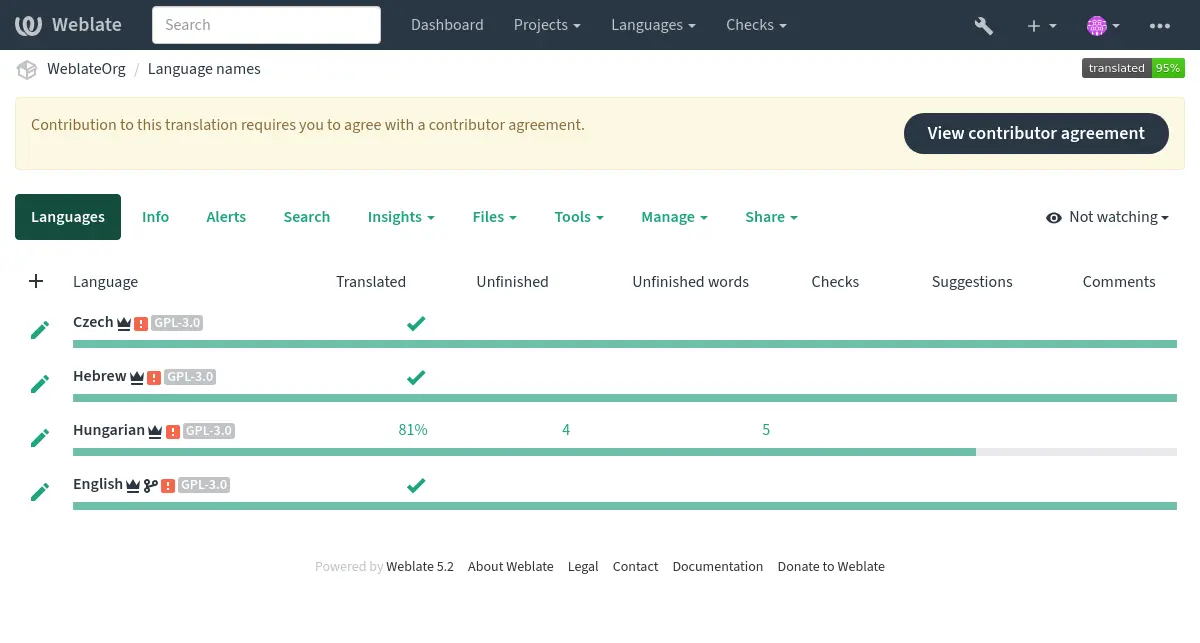 Weblate Search Dashboard Projects Languages Checks
WeblateOrg / Language names translated 95%
Contribution to this translation requires you to agree with a contributor agreement. View contributor agreement
Languages Info Alerts Search Insights Files Tools Manage Share Not watching
Language Translated Unfinished Unfinished words Checks Suggestions Comments
Czech GPL-3.0
Hebrew GPL-3.0
Hungarian GPL-3.0 81% 4 5
English GPL-3.0
Powered by Weblate 5.2 About Weblate Legal Contact Documentation Donate to Weblate